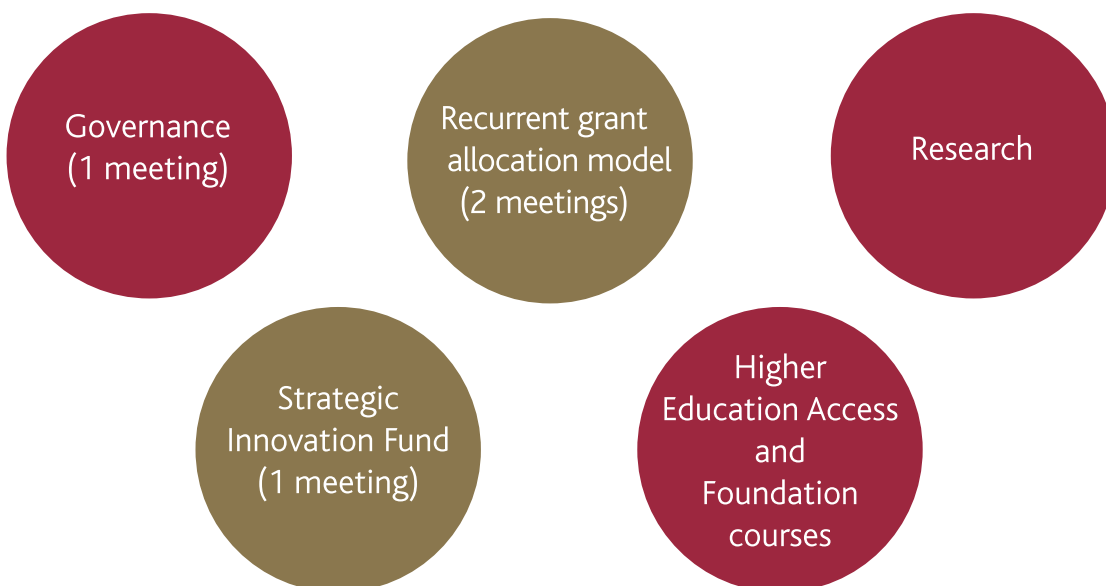 Governance
(1 meeting)
Recurrent grant
allocation model
(2 meetings)
Research
Strategic
Innovation Fund
(1 meeting)
Higher
Education Access
and
Foundation
courses